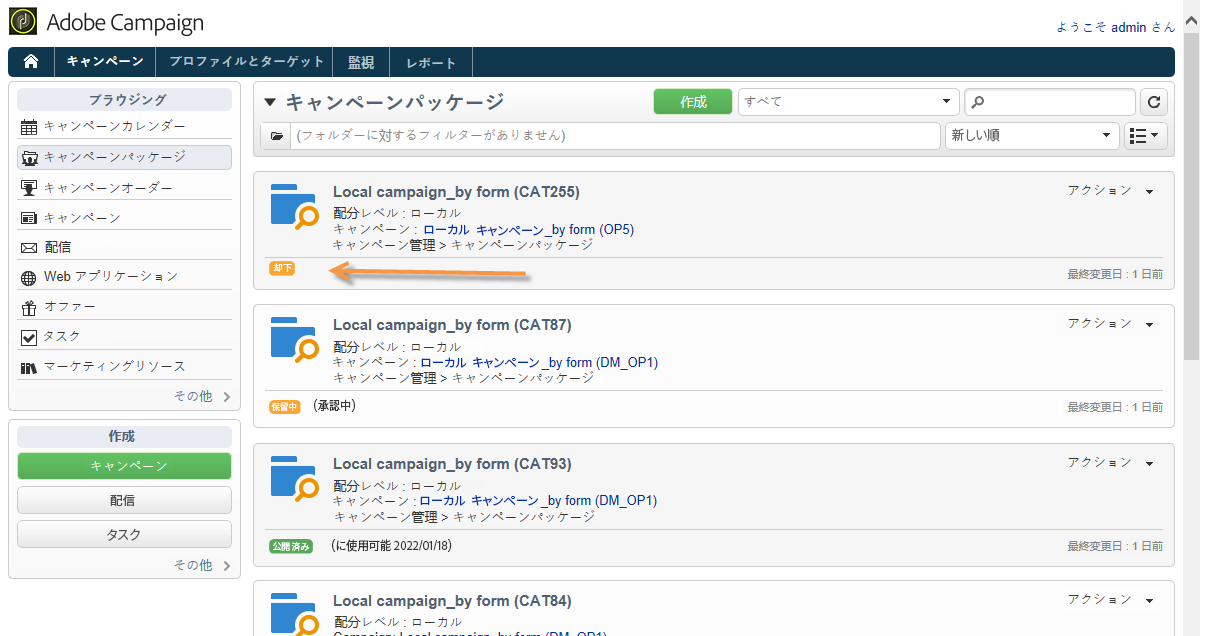 Adobe Campaign
ようこそ admin さん
キャンペーン プロファイルとターゲット 監視 レポート
ブラウジング
キャンペーンカレンダー
キャンペーンパッケージ
キャンペーンオーダー
キャンペーン
配信
Web アプリケーション
オファー
タスク
マーケティングリソース
その他
作成
キャンペーン
配信
タスク
その他
キャンペーンパッケージ 作成 すべて
(フォルダーに対するフィルターがありません) 新しい順
Local campaign_by form (CAT255) アクション
配分レベル : ローカル
キャンペーン : ローカル キャンペーン_by form (OP5)
キャンペーン管理 > キャンペーンパッケージ
却下 最終変更日 : 1 日前
Local campaign_by form (CAT87) アクション
配分レベル : ローカル
キャンペーン : ローカル キャンペーン_by form (DM_OP1)
キャンペーン管理 > キャンペーンパッケージ
保留中 (承認中) 最終変更日 : 1 日前
Local campaign_by form (CAT93) アクション
配分レベル : ローカル
キャンペーン : ローカル キャンペーン_by form (DM_OP1)
キャンペーン管理 > キャンペーンパッケージ
公開済み (に使用可能 2022/01/18) 最終変更日 : 1 日前
Local campaign_by form (CAT84) アクション
配分レベル : ローカル
Campaign: Local campaign_by form (DM_OP1)